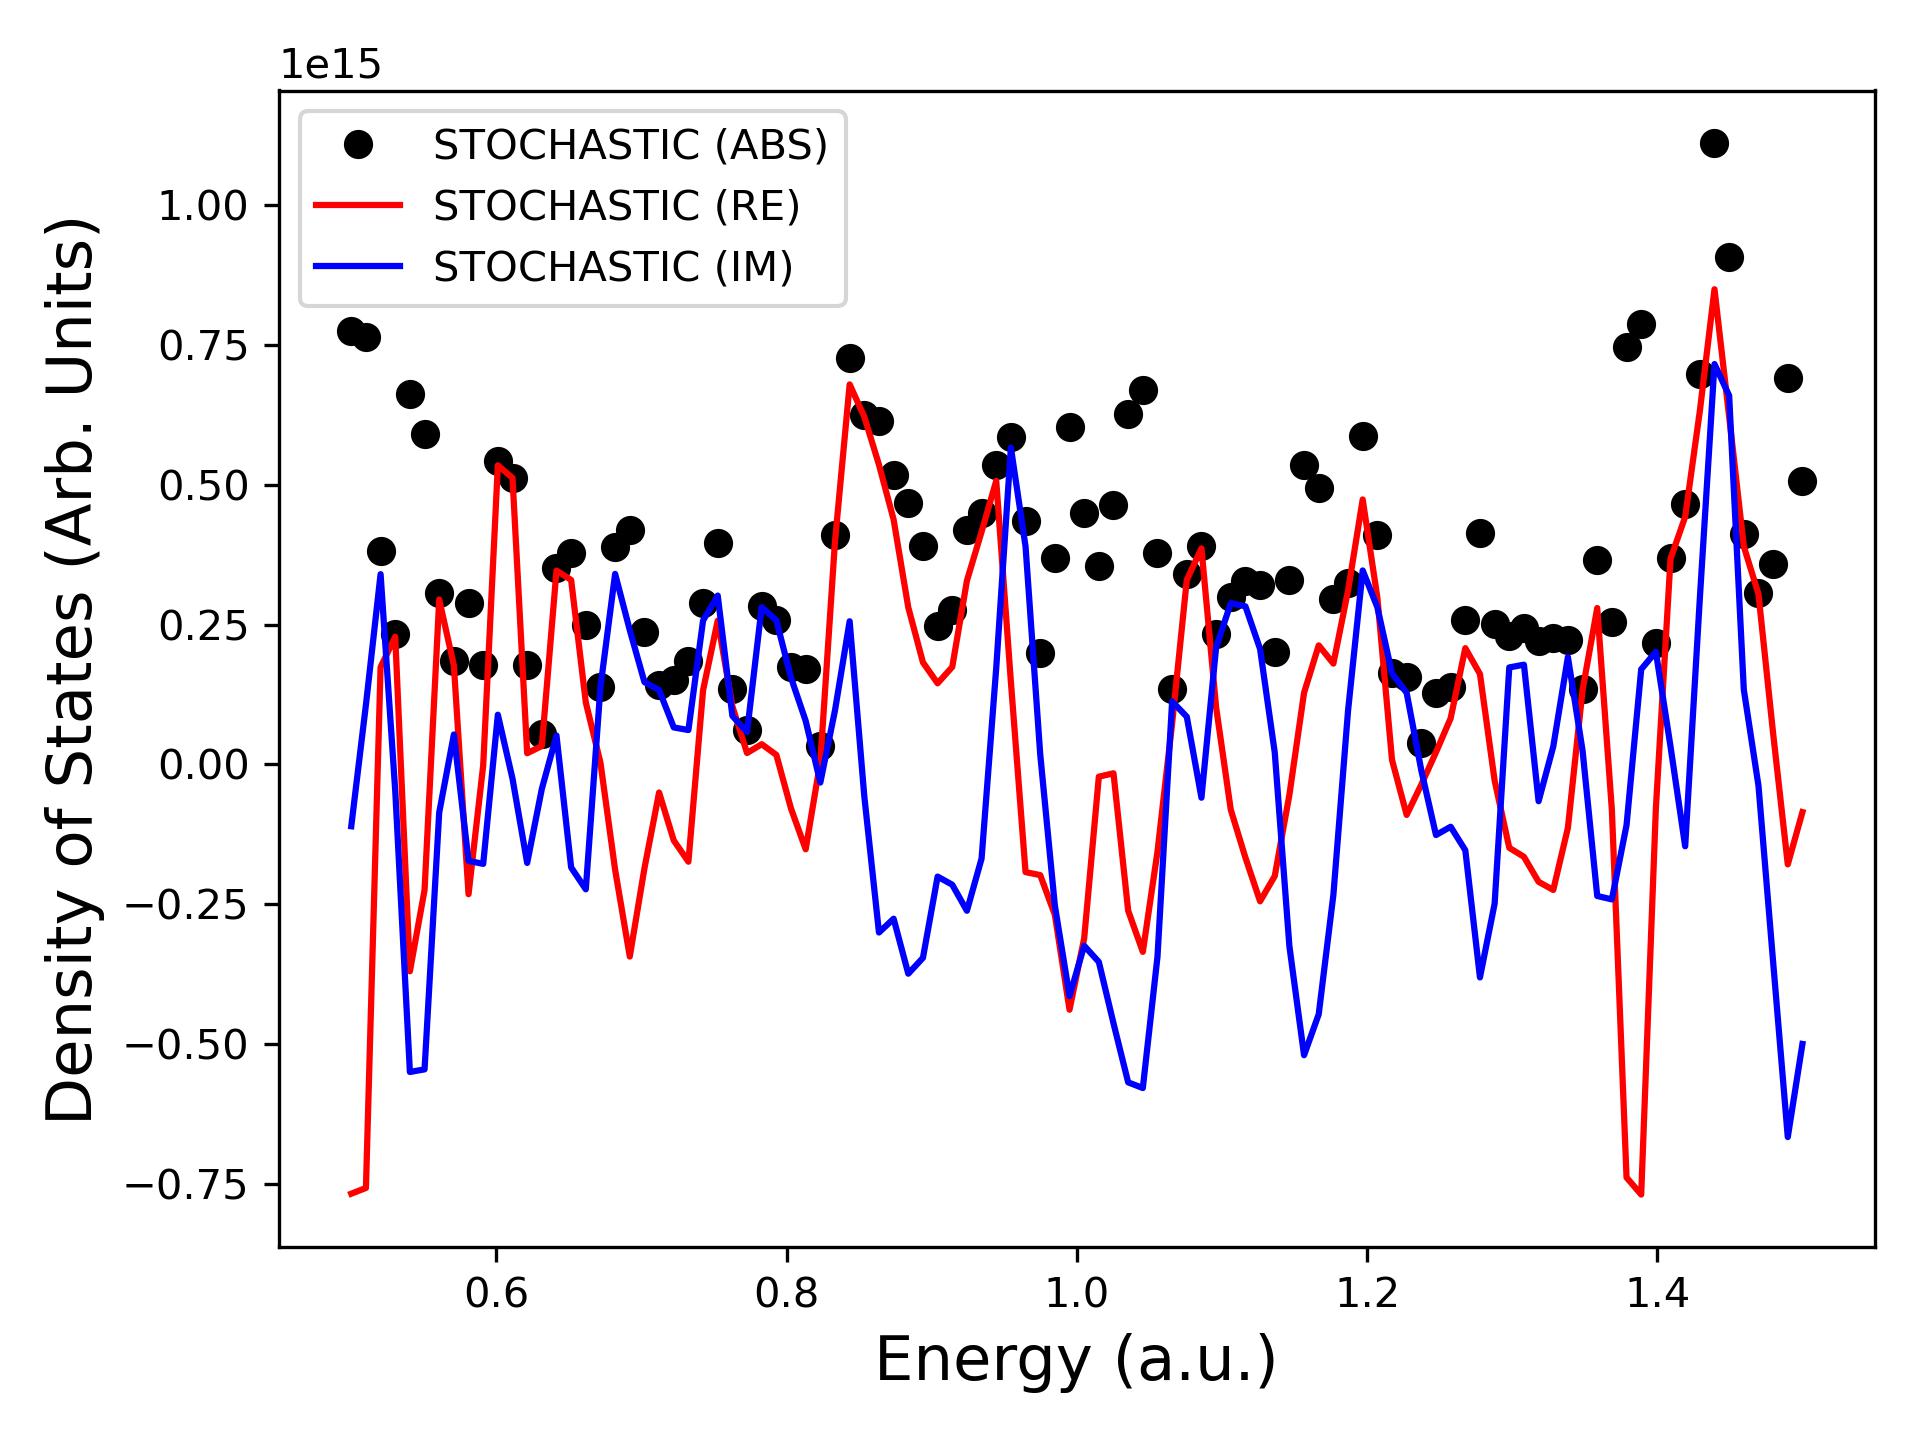 1e15
STOCHASTIC (ABS)
STOCHASTIC (RE)
STOCHASTIC (IM)
1.00
0.75
0.50
0.25
0.00
−0.25
−0.50
−0.75
Density of States (Arb. Units)
0.6 0.8 1.0 1.2 1.4
Energy (a.u.)